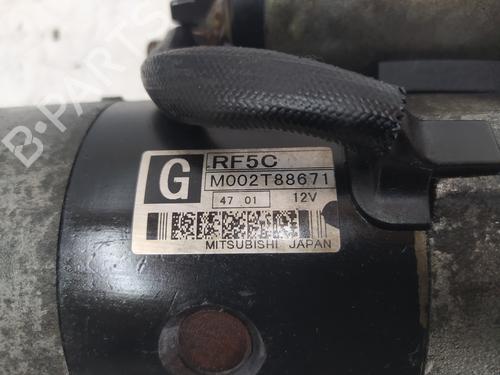 B-PARTS
G
RF5C
M002T88671
47 01 12V
MITSUBISHI JAPAN